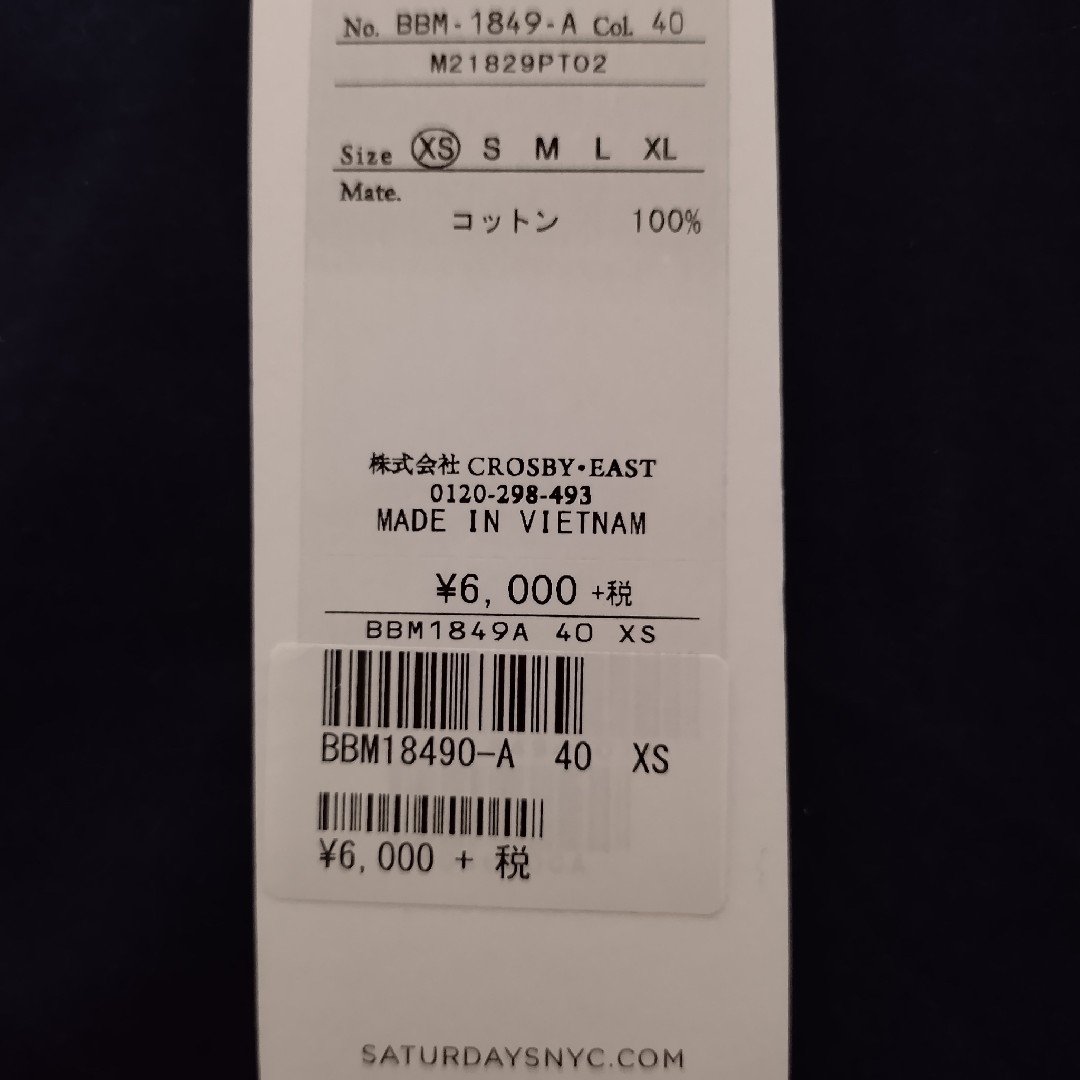 No. BBM-1849-A Col. 40
M21829PT02
Size XS S M L XL
Mate.
コットン 100%
株式会社 CROSBY・EAST
0120-298-493
MADE IN VIETNAM
¥6,000 +税
BBM1849A 40 XS
BBM18490-A 40 XS
¥6,000 + 税
SATURDAYSNYC.COM